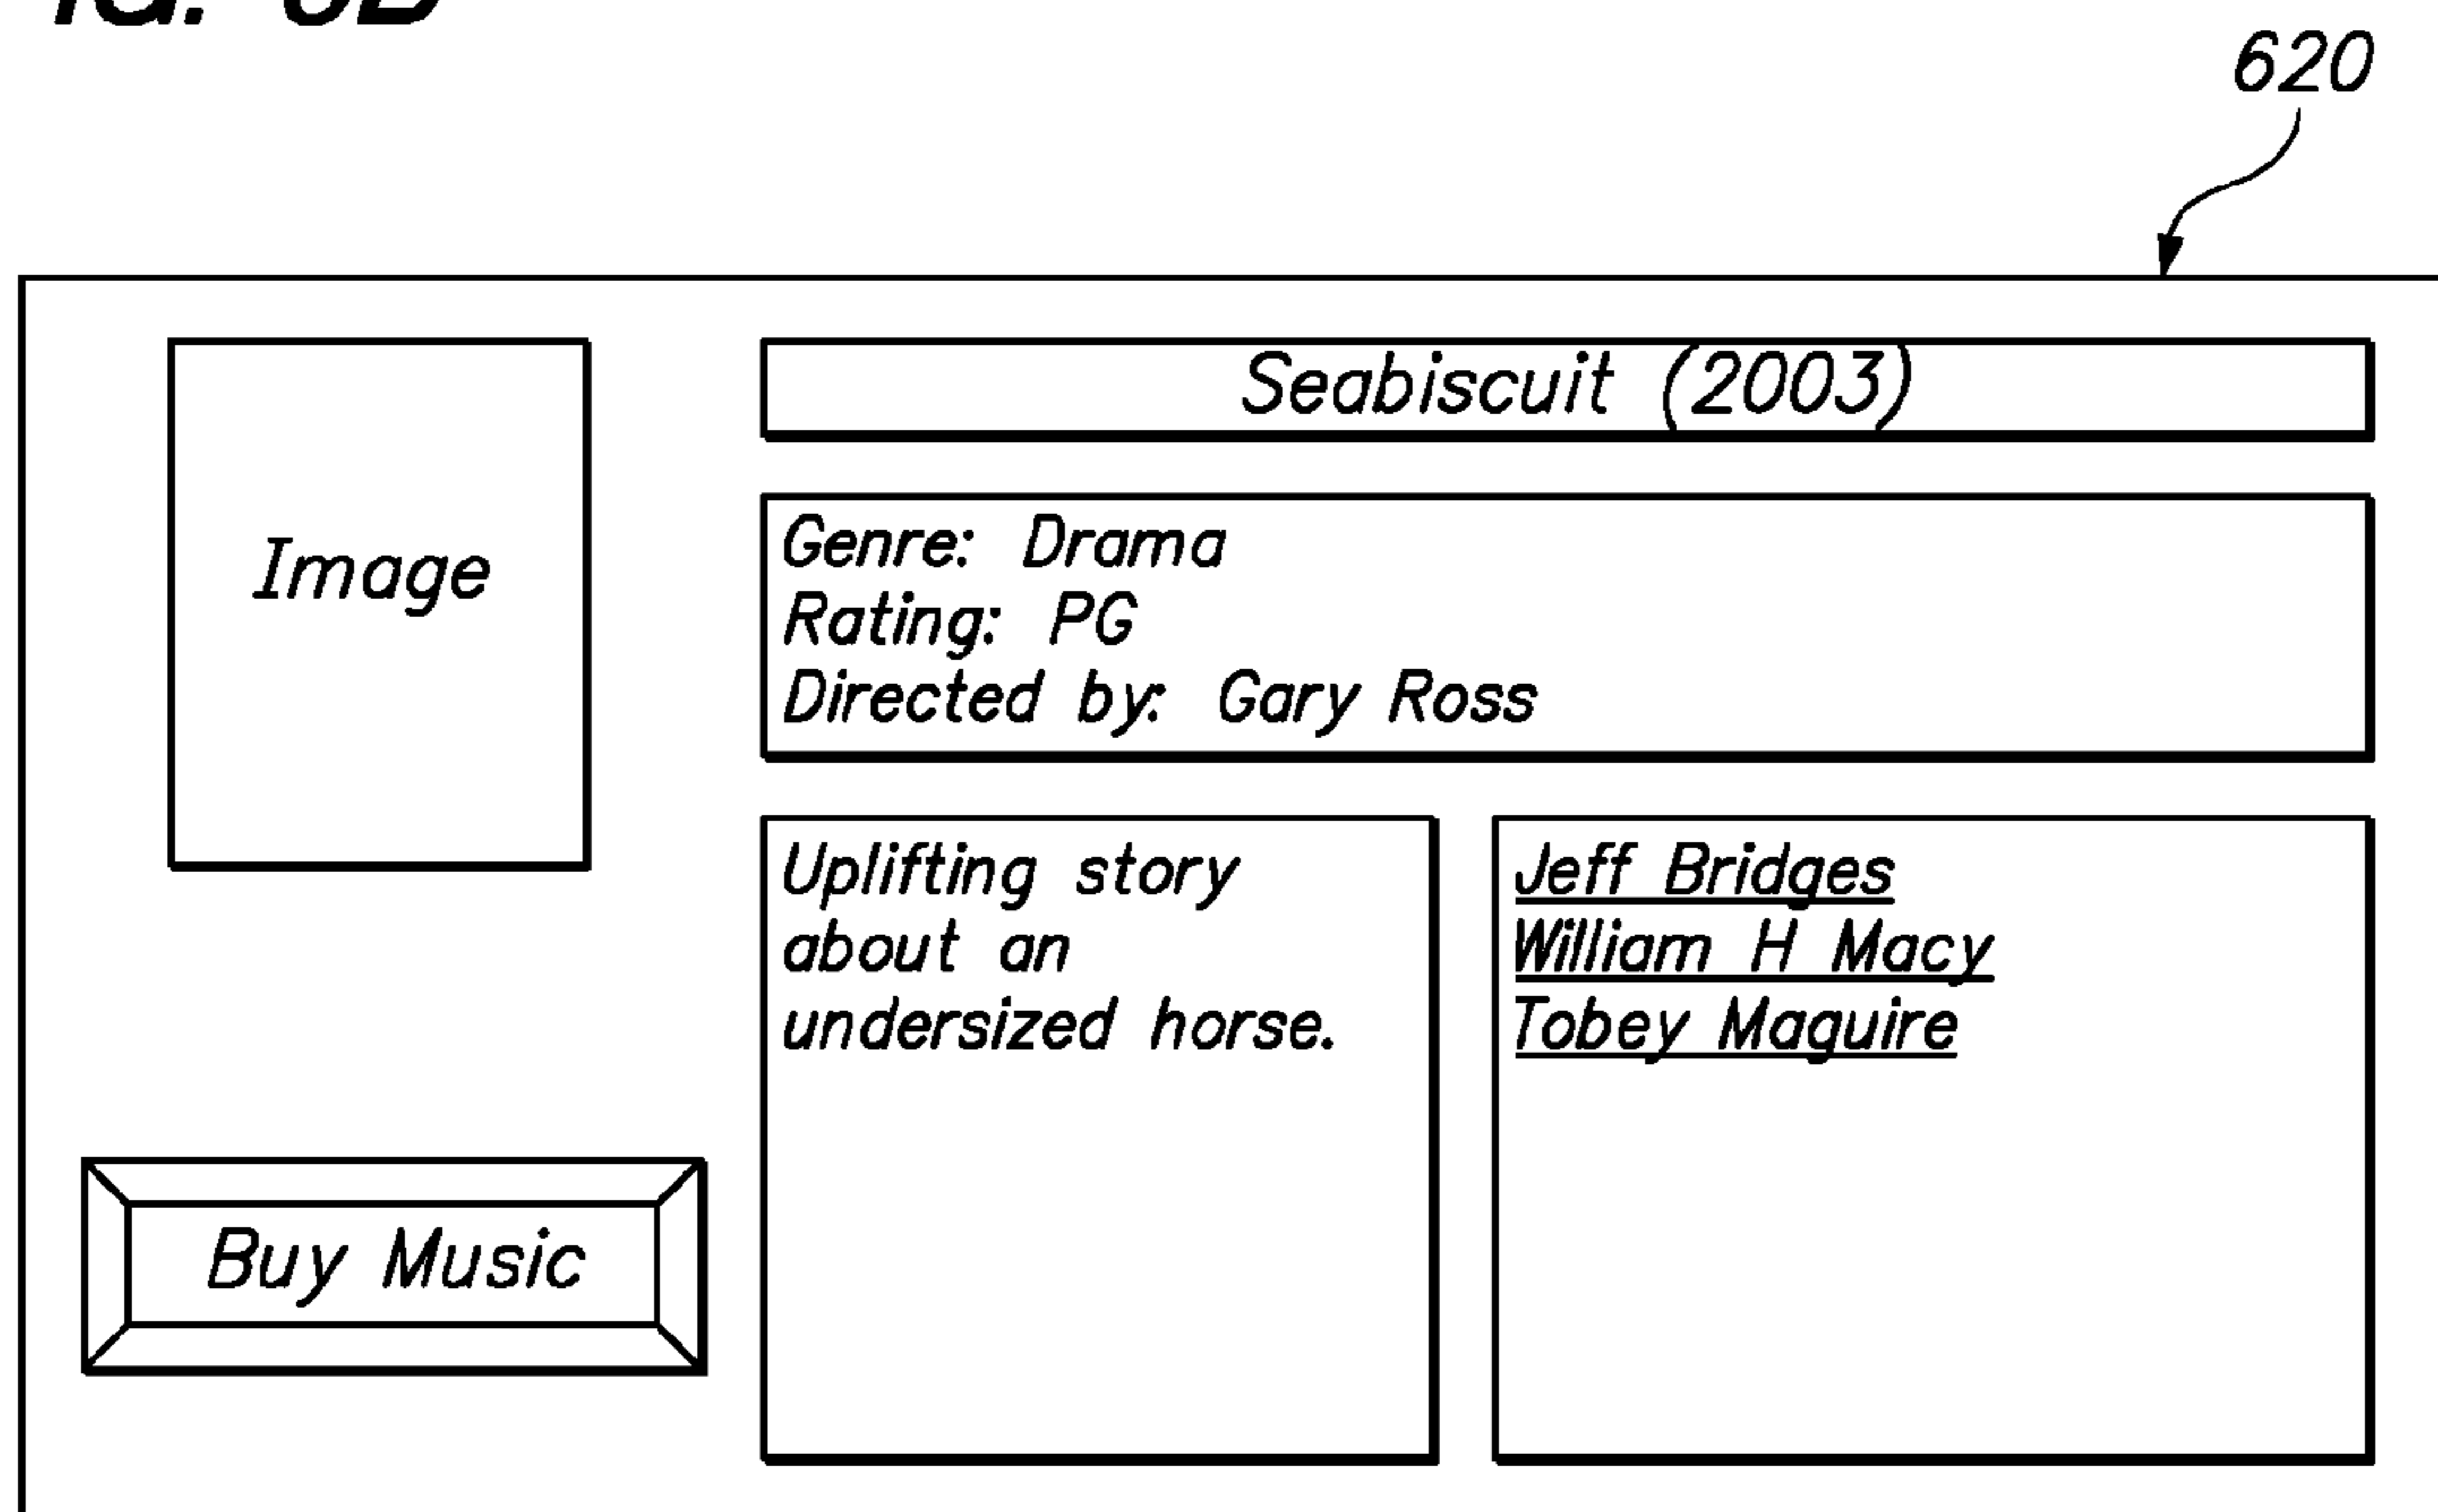 620
Seabiscuit (2003)
Image
Genre: Drama
Rating: PG
Directed by: Gary Ross
Uplifting story
about an
undersized horse.
Jeff Bridges
William H Macy
Tobey Maguire
Buy Music